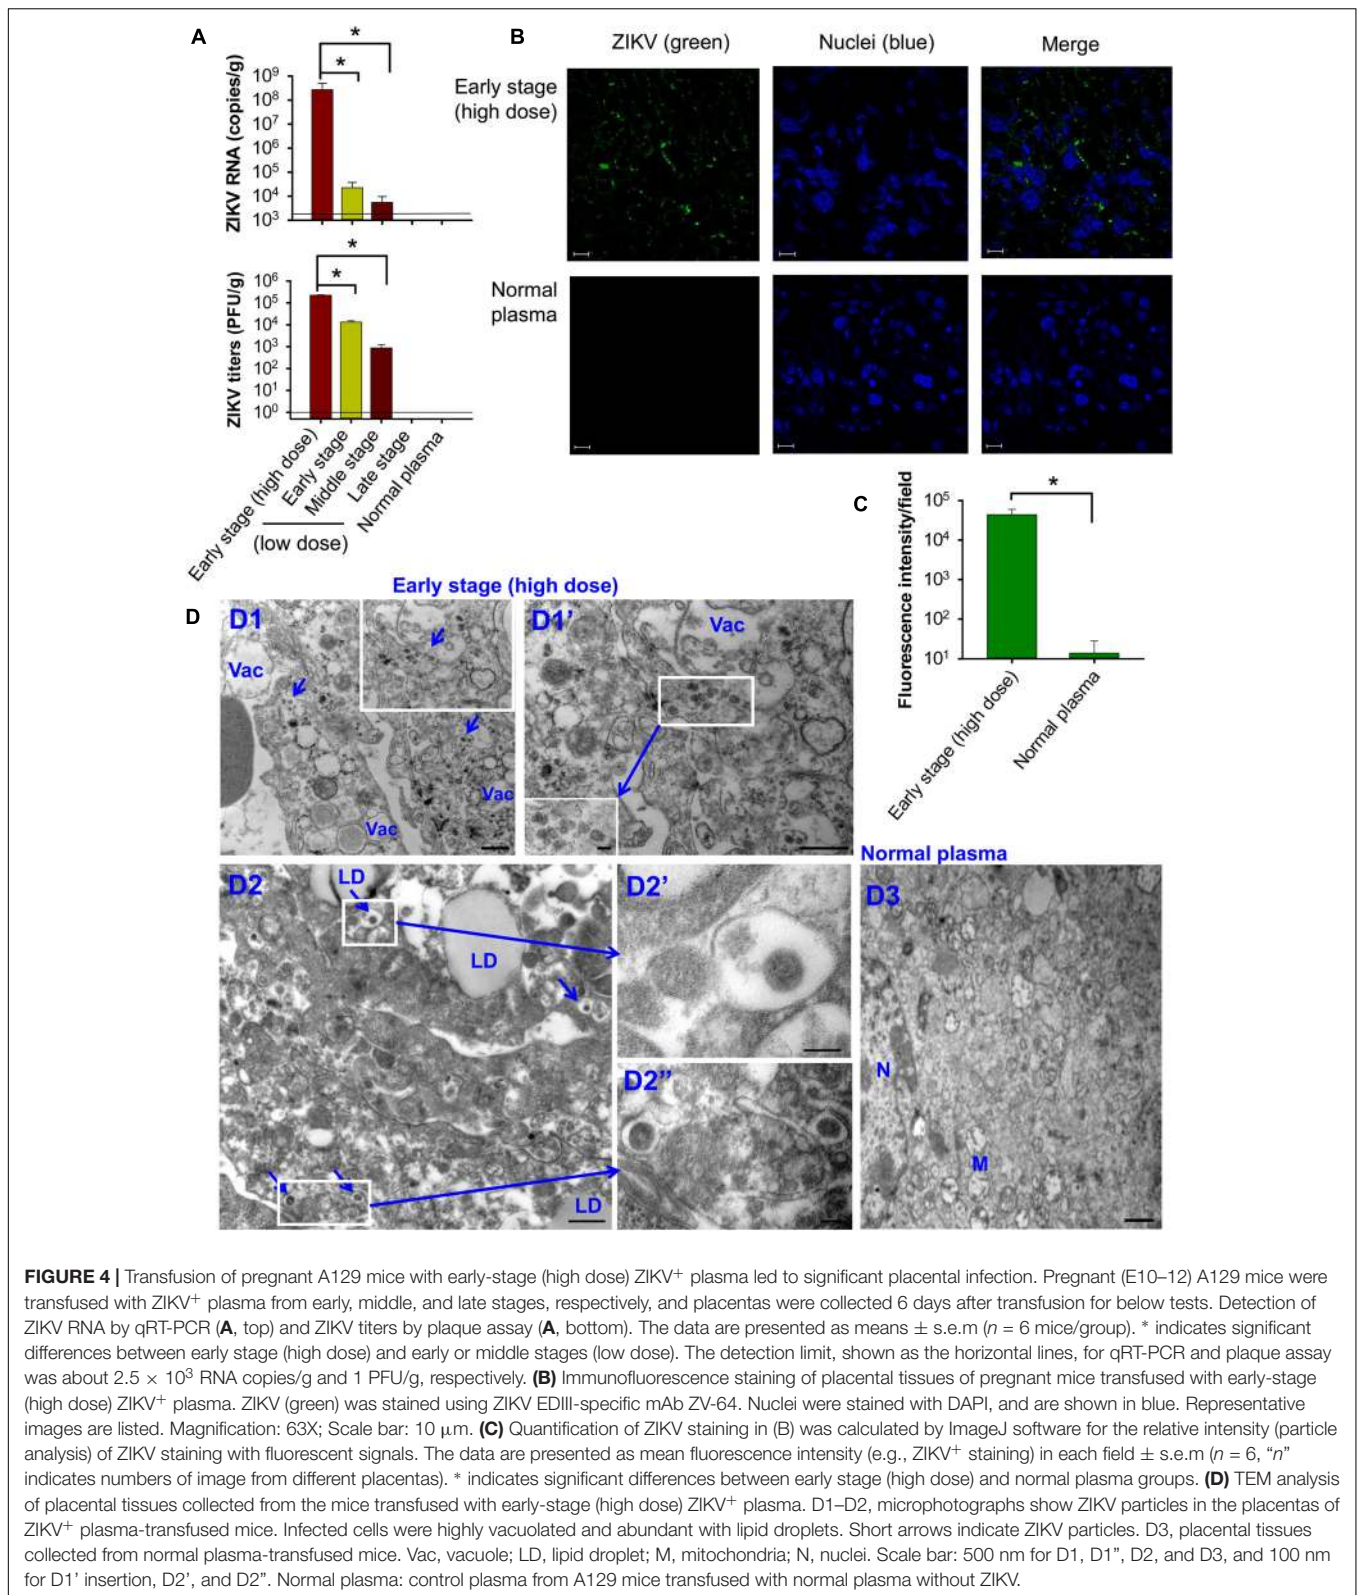 A
ZIKV RNA (copies/g)
10⁹
10⁸
10⁷
10⁶
10⁵
10⁴
10³
*
*
ZIKV titers (PFU/g)
10⁶
10⁵
10⁴
10³
10²
10¹
10⁰
*
*
Early stage (high dose)
Early stage
Middle stage
Late stage
Normal plasma
(low dose)
B
ZIKV (green)
Nuclei (blue)
Merge
Early stage
(high dose)
Normal
plasma
C
Fluorescence intensity/field
10⁵
10⁴
10³
10²
10¹
*
Early stage (high dose)
Normal plasma
D
Early stage (high dose)
D1
Vac
Vac
Vac
D1'
Vac
D2
LD
LD
LD
D2'
D2''
Normal plasma
D3
N
M
FIGURE 4 | Transfusion of pregnant A129 mice with early-stage (high dose) ZIKV⁺ plasma led to significant placental infection. Pregnant (E10–12) A129 mice were
transfused with ZIKV⁺ plasma from early, middle, and late stages, respectively, and placentas were collected 6 days after transfusion for below tests. Detection of
ZIKV RNA by qRT-PCR (A, top) and ZIKV titers by plaque assay (A, bottom). The data are presented as means ± s.e.m (n = 6 mice/group). * indicates significant
differences between early stage (high dose) and early or middle stages (low dose). The detection limit, shown as the horizontal lines, for qRT-PCR and plaque assay
was about 2.5 × 10³ RNA copies/g and 1 PFU/g, respectively. (B) Immunofluorescence staining of placental tissues of pregnant mice transfused with early-stage
(high dose) ZIKV⁺ plasma. ZIKV (green) was stained using ZIKV EDIII-specific mAb ZV-64. Nuclei were stained with DAPI, and are shown in blue. Representative
images are listed. Magnification: 63X; Scale bar: 10 μm. (C) Quantification of ZIKV staining in (B) was calculated by ImageJ software for the relative intensity (particle
analysis) of ZIKV staining with fluorescent signals. The data are presented as mean fluorescence intensity (e.g., ZIKV⁺ staining) in each field ± s.e.m (n = 6, “n”
indicates numbers of image from different placentas). * indicates significant differences between early stage (high dose) and normal plasma groups. (D) TEM analysis
of placental tissues collected from the mice transfused with early-stage (high dose) ZIKV⁺ plasma. D1–D2, microphotographs show ZIKV particles in the placentas of
ZIKV⁺ plasma-transfused mice. Infected cells were highly vacuolated and abundant with lipid droplets. Short arrows indicate ZIKV particles. D3, placental tissues
collected from normal plasma-transfused mice. Vac, vacuole; LD, lipid droplet; M, mitochondria; N, nuclei. Scale bar: 500 nm for D1, D1”, D2, and D3, and 100 nm
for D1’ insertion, D2’, and D2”. Normal plasma: control plasma from A129 mice transfused with normal plasma without ZIKV.